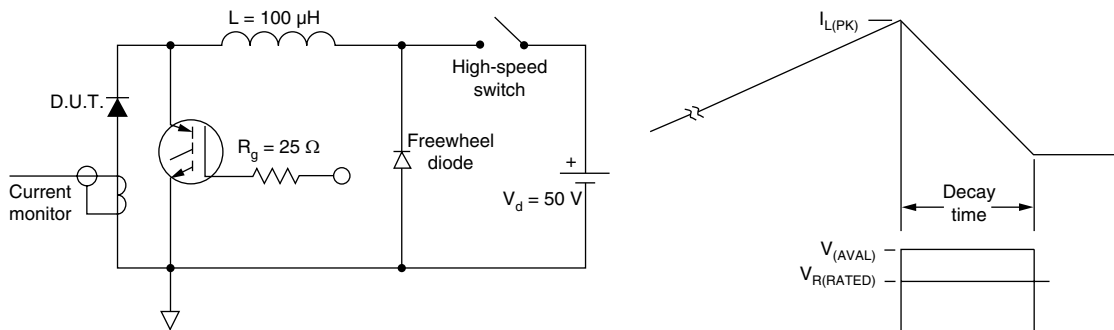 L = 100 µH
High-speed
switch
D.U.T.
R_g = 25 Ω
Freewheel
diode
Current
monitor
+
V_d = 50 V
I_L(PK)
Decay
time
V_(AVAL)
V_R(RATED)